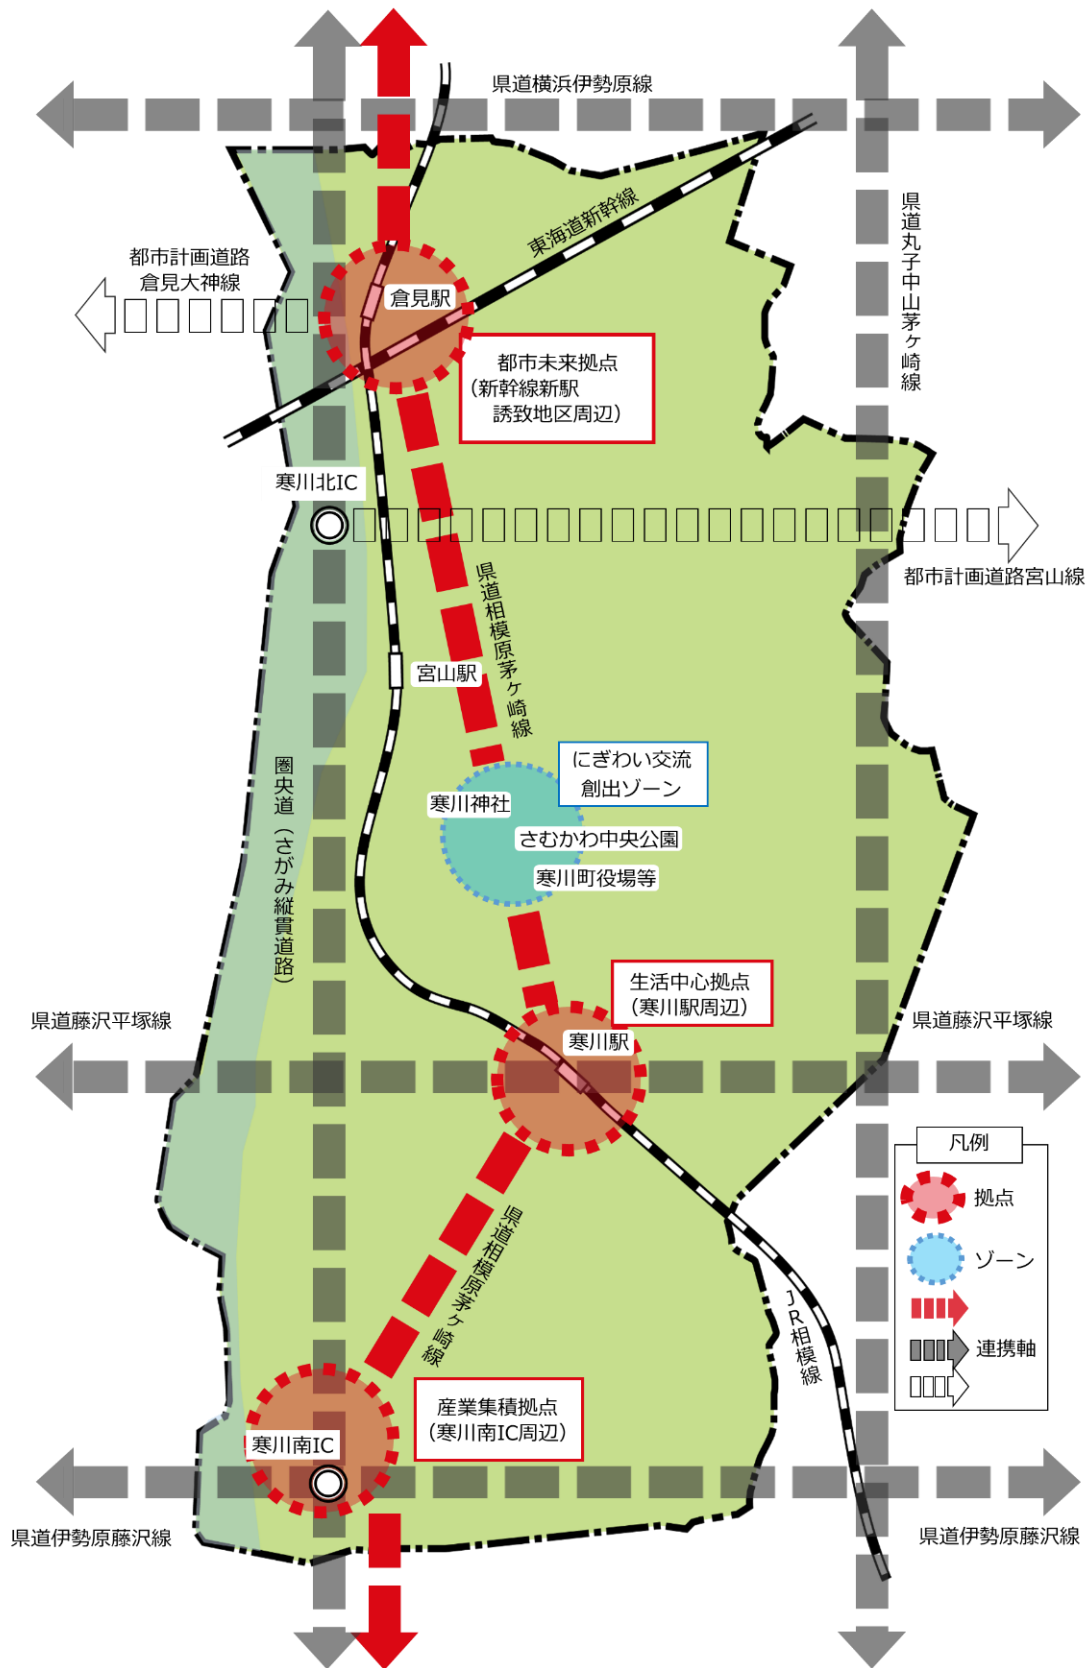 県道横浜伊勢原線
県道丸子中山茅ヶ崎線
東海道新幹線
都市計画道路
倉見大神線
倉見駅
都市未来拠点
（新幹線新駅
誘致地区周辺）
寒川北IC
都市計画道路宮山線
県道相模原茅ヶ崎線
宮山駅
にぎわい交流
創出ゾーン
寒川神社
さむかわ中央公園
寒川町役場等
圏央道（さがみ縦貫道路）
生活中心拠点
（寒川駅周辺）
県道藤沢平塚線
県道藤沢平塚線
寒川駅
凡例
拠点
ゾーン
連携軸
県道相模原茅ヶ崎線
JR相模線
産業集積拠点
（寒川南IC周辺）
寒川南IC
県道伊勢原藤沢線
県道伊勢原藤沢線